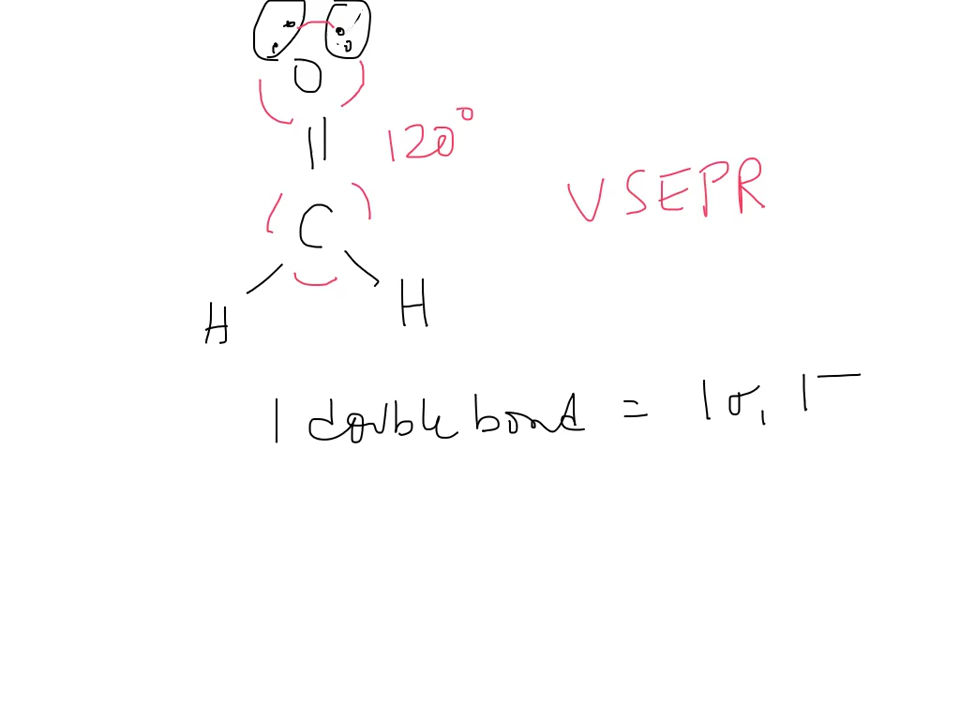 O
120°
VSEPR
C
H H
1 double bond = 1σ, 1